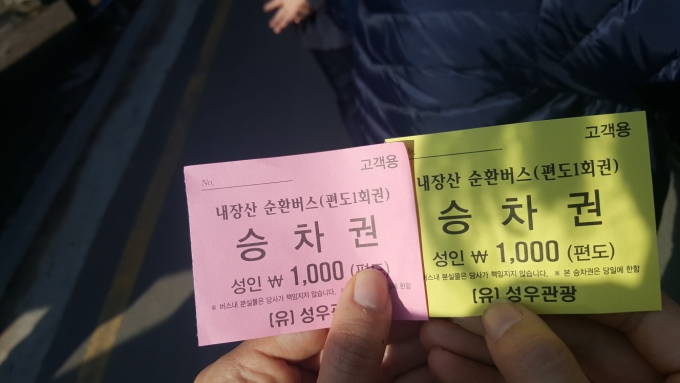 고객용
No.
내장산 순환버스(편도1회권)
승 차 권
성인 ₩ 1,000 (편도)
※ 버스내 분실물은 당사가 책임지지 않습니다. 한함
[유] 성우관광
고객용
내장산 순환버스(편도1회권)
승 차 권
성인 ₩ 1,000 (편도)
버스내 분실물은 당사가 책임지지 않습니다. ※ 본 승차권은 당일에 한함
[유] 성우관광